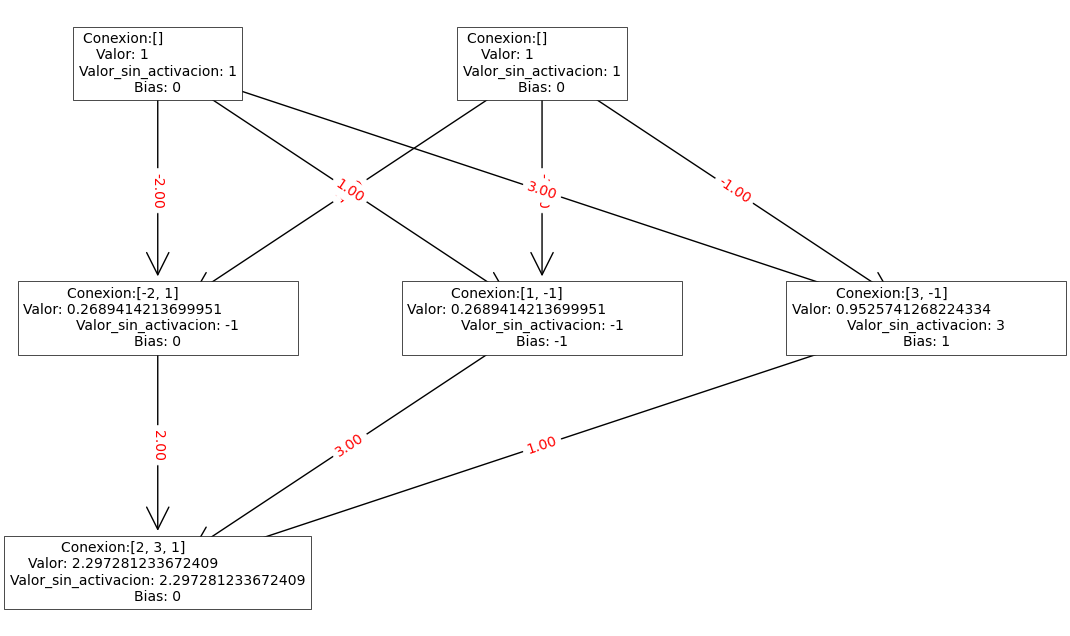 Conexion:[]
Valor: 1
Valor_sin_activacion: 1
Bias: 0
Conexion:[]
Valor: 1
Valor_sin_activacion: 1
Bias: 0
-2.00
1.00
3.00
-1.00
Conexion:[-2, 1]
Valor: 0.2689414213699951
Valor_sin_activacion: -1
Bias: 0
Conexion:[1, -1]
Valor: 0.2689414213699951
Valor_sin_activacion: -1
Bias: -1
Conexion:[3, -1]
Valor: 0.9525741268224334
Valor_sin_activacion: 3
Bias: 1
2.00
3.00
1.00
Conexion:[2, 3, 1]
Valor: 2.297281233672409
Valor_sin_activacion: 2.297281233672409
Bias: 0